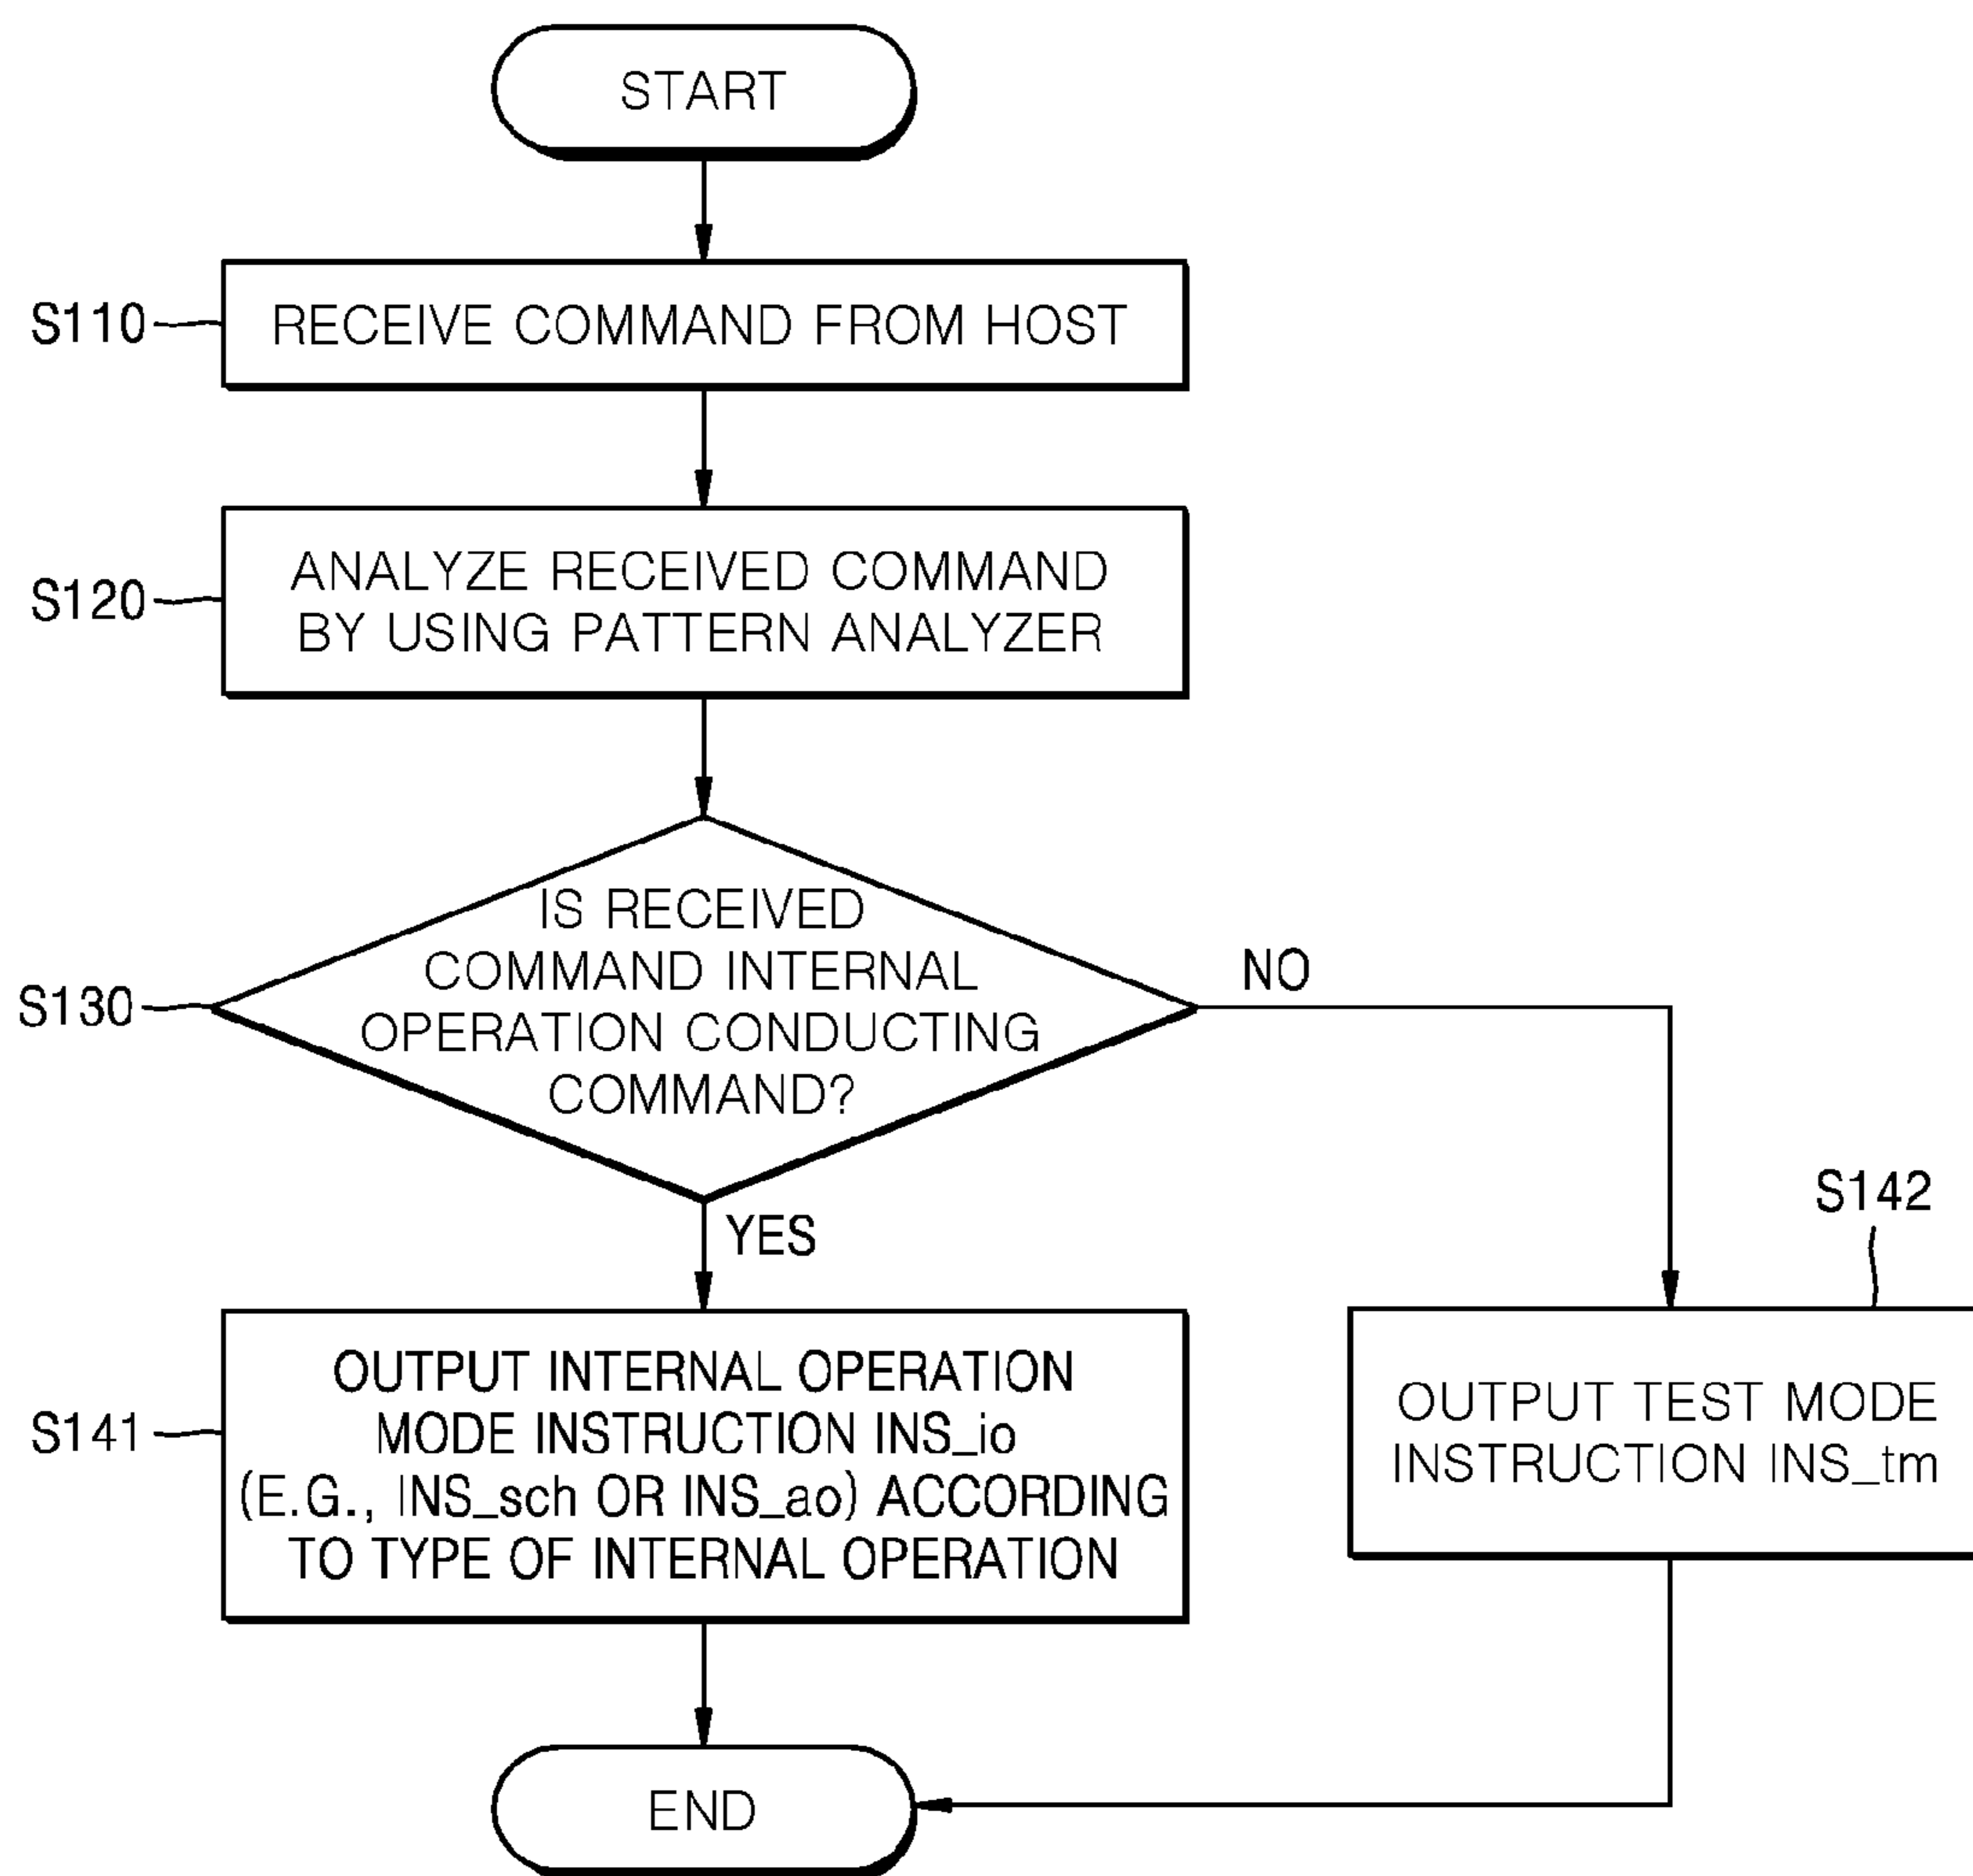 START
S110
RECEIVE COMMAND FROM HOST
S120
ANALYZE RECEIVED COMMAND
BY USING PATTERN ANALYZER
S130
IS RECEIVED
COMMAND INTERNAL
OPERATION CONDUCTING
COMMAND?
NO
YES
S142
S141
OUTPUT INTERNAL OPERATION
MODE INSTRUCTION INS_io
(E.G., INS_sch OR INS_ao) ACCORDING
TO TYPE OF INTERNAL OPERATION
OUTPUT TEST MODE
INSTRUCTION INS_tm
END